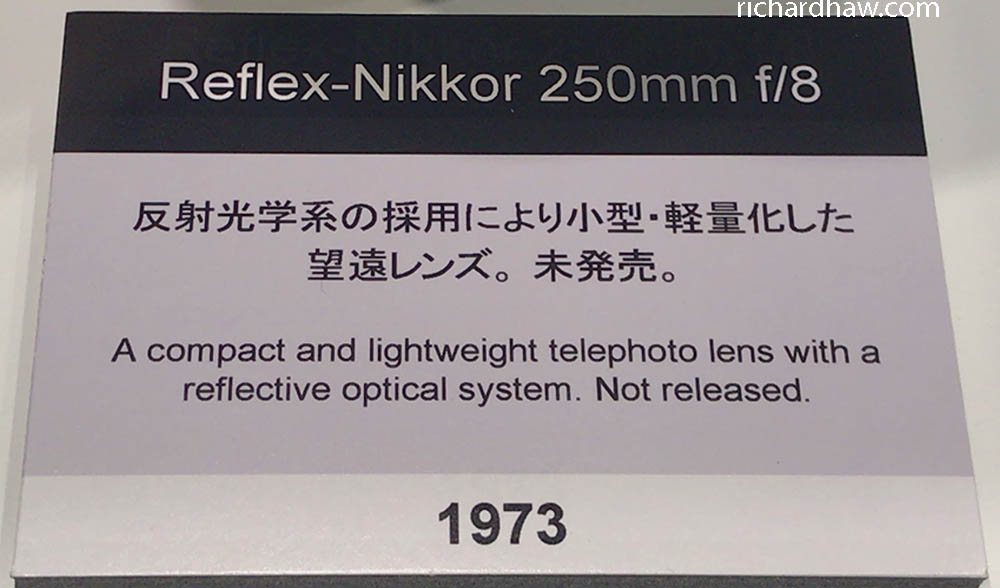 richardhaw.com
Reflex-Nikkor 250mm f/8
反射光学系の採用により小型・軽量化した
望遠レンズ。未発売。
A compact and lightweight telephoto lens with a
reflective optical system. Not released.
1973